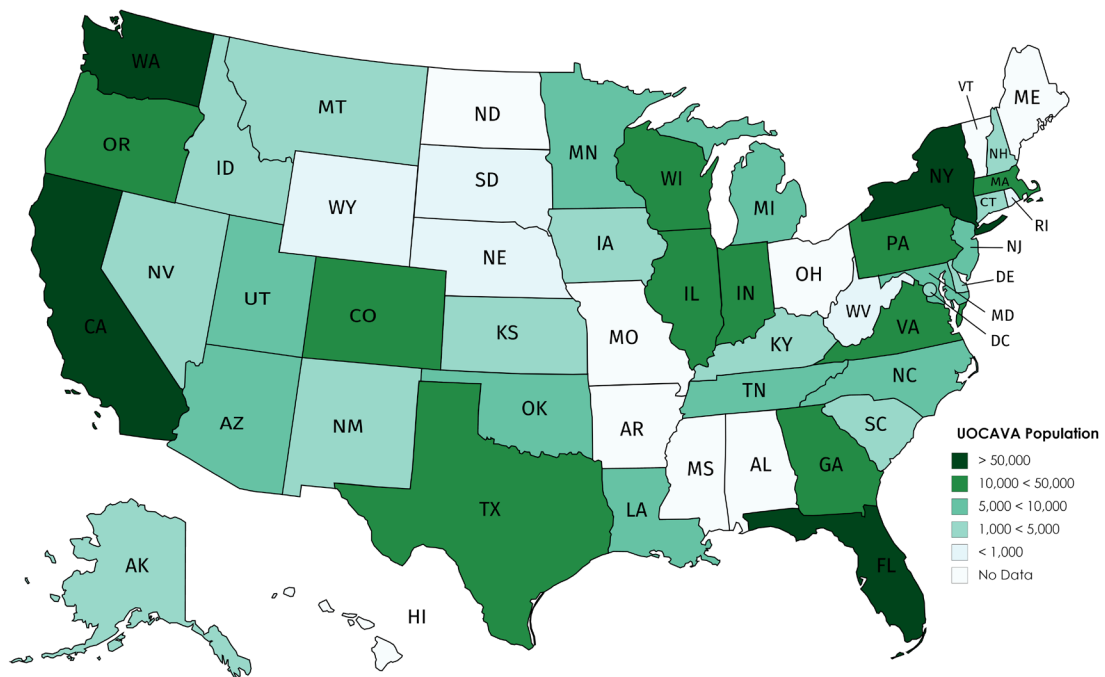 WA
MT
ND
MN
VT
ME
OR
ID
SD
WI
NH
NY
MA
WY
MI
CT
RI
IA
PA
NJ
NE
NV
OH
DE
UT
IL
IN
WV
MD
CO
CA
VA
DC
KS
MO
KY
NC
TN
AZ
NM
OK
AR
SC
UOCAVA Population
MS
AL
GA
> 50,000
10,000 < 50,000
TX
LA
5,000 < 10,000
1,000 < 5,000
AK
FL
< 1,000
No Data
HI